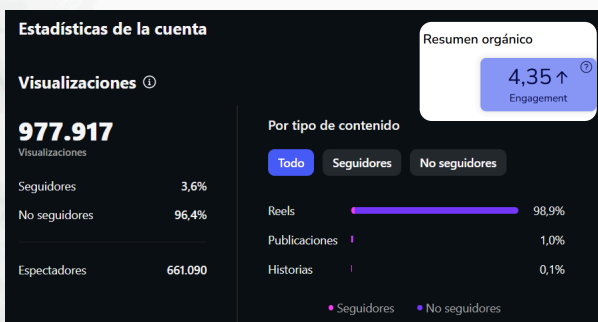 Estadísticas de la cuenta
Resumen orgánico
4,35↑
Engagement
?
Visualizaciones ⓘ
977.917
Visualizaciones
Seguidores 3,6%
No seguidores 96,4%
Espectadores 661.090
Por tipo de contenido
Todo Seguidores No seguidores
Reels 98,9%
Publicaciones 1,0%
Historias 0,1%
Seguidores No seguidores